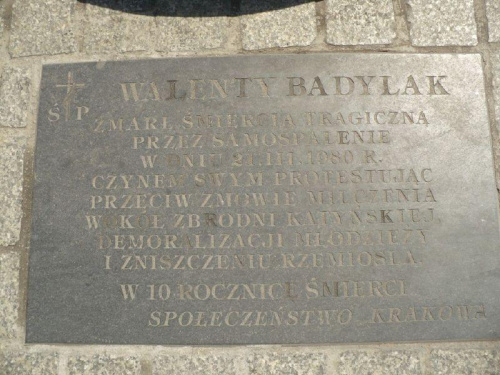 Ś P WALENTY BADYLAK
ZMARŁ ŚMIERCIĄ TRAGICZNĄ
PRZEZ SAMOSPALENIE
W DNIU 21.III.1980 R.
CZYNEM SWYM PROTESTUJĄC
PRZECIW ZMOWIE MILCZENIA
WOKÓŁ ZBRODNI KATYŃSKIEJ,
DEMORALIZACJI MŁODZIEŻY
I ZNISZCZENIU RZEMIOSŁA.
W 10 ROCZNICĘ ŚMIERCI
SPOŁECZEŃSTWO KRAKOWA